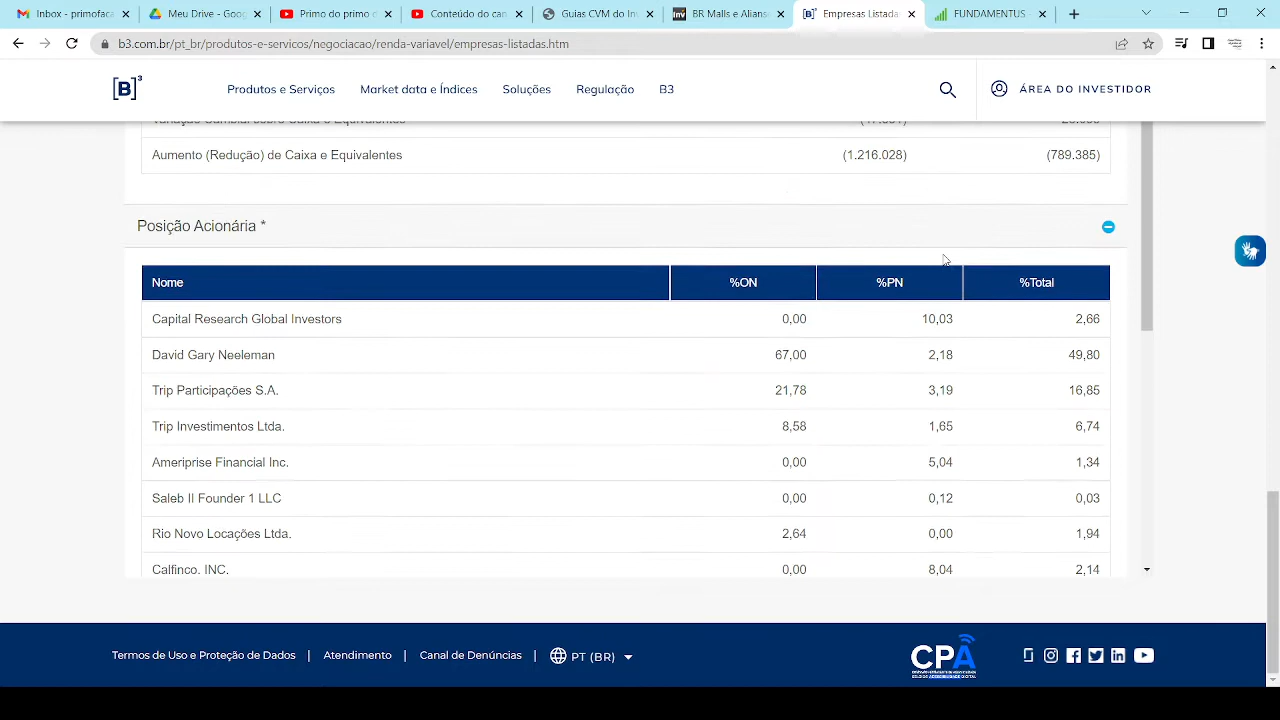 Inbox - primofac
Meu Drive - Goog
Primo do primofa
Conteúdo do can
Guias CVM do In
BR Malls e Alians
Empresas Listada
FUNDAMENTUS
b3.com.br/pt_br/produtos-e-servicos/negociacao/renda-variavel/empresas-listadas.htm
[B]³ Produtos e Serviços Market data e Índices Soluções Regulação B3 ÁREA DO INVESTIDOR
Variação Cambial sobre Caixa e Equivalentes
Aumento (Redução) de Caixa e Equivalentes (1.216.028) (789.385)
Posição Acionária *
Nome %ON %PN %Total
Capital Research Global Investors 0,00 10,03 2,66
David Gary Neeleman 67,00 2,18 49,80
Trip Participações S.A. 21,78 3,19 16,85
Trip Investimentos Ltda. 8,58 1,65 6,74
Ameriprise Financial Inc. 0,00 5,04 1,34
Saleb II Founder 1 LLC 0,00 0,12 0,03
Rio Novo Locações Ltda. 2,64 0,00 1,94
Calfinco. INC. 0,00 8,04 2,14
Termos de Uso e Proteção de Dados | Atendimento | Canal de Denúncias | PT (BR)
CPA